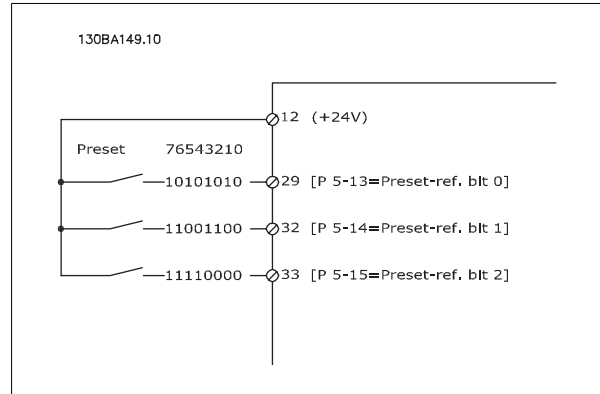 130BA149.10
12 (+24V)
Preset 76543210
10101010 29 [P 5-13=Preset-ref. bit 0]
11001100 32 [P 5-14=Preset-ref. bit 1]
11110000 33 [P 5-15=Preset-ref. bit 2]